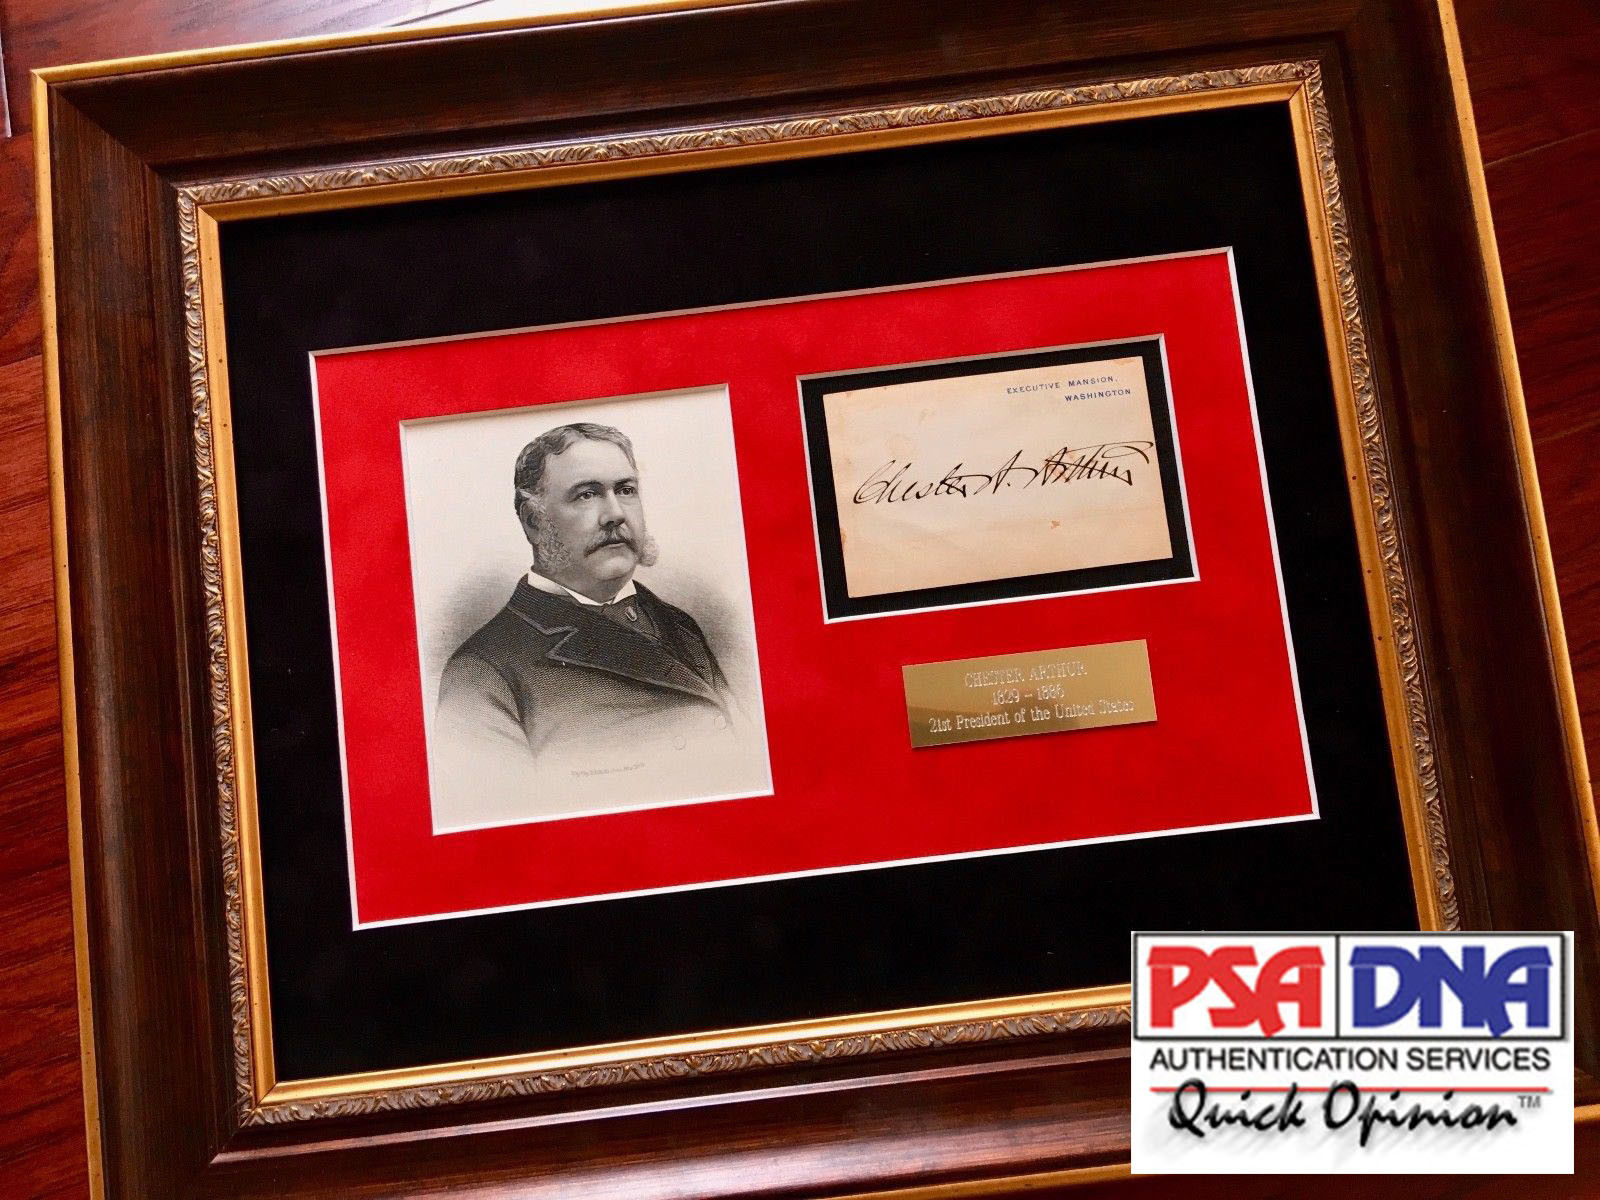 EXECUTIVE MANSION.
WASHINGTON
Chester A. Arthur
CHESTER ARTHUR
1829 - 1886
21st President of the United States
PSA DNA
AUTHENTICATION SERVICES
Quick Opinion™